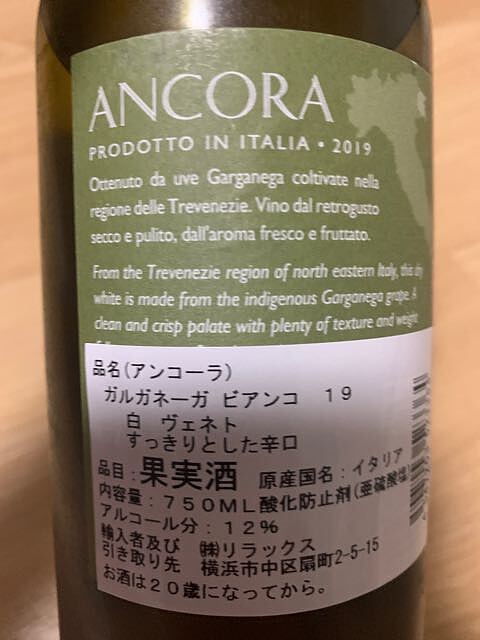 ANCORA
PRODOTTO IN ITALIA • 2019
Ottenuto da uve Garganega coltivate nella
regione delle Trevenezie. Vino dal retrogusto
secco e pulito, dall'aroma fresco e fruttato.
From the Trevenezie region of north eastern Italy, this dry
white is made from the indigenous Garganega grape. A
clean and crisp palate with plenty of texture and weight
品名(アンコーラ)
ガルガネーガ ビアンコ 19
白 ヴェネト
すっきりとした辛口
品目:果実酒 原産国名:イタリア
内容量:750ML 酸化防止剤(亜硫酸塩)
アルコール分:12%
輸入者及び ㈱リラックス
引き取り先 横浜市中区扇町2-5-15
お酒は20歳になってから。